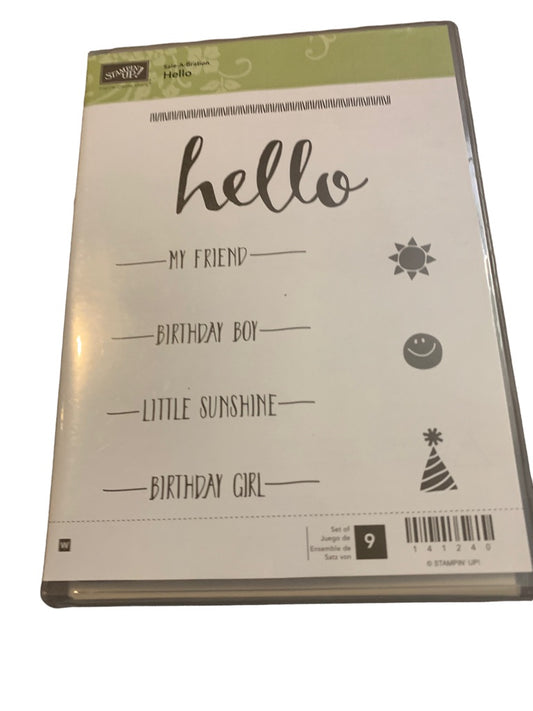 STAMPIN' UP!
Sale-A-Bration
Hello
hello
MY FRIEND
BIRTHDAY BOY
LITTLE SUNSHINE
BIRTHDAY GIRL
W
Set of
Juego de
Ensemble de
Satz von
9
141240
© STAMPIN' UP!